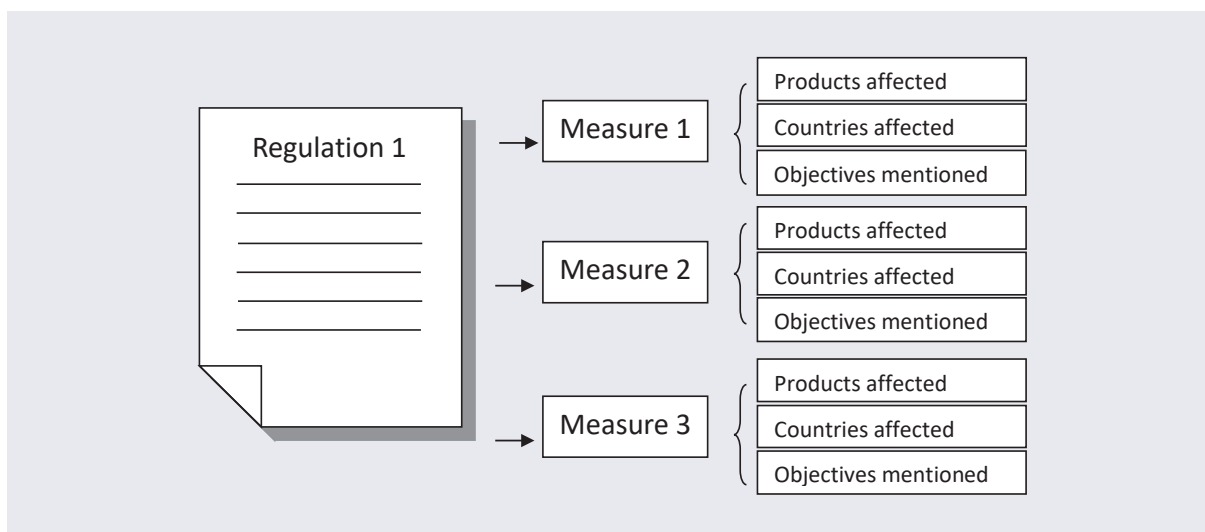 Regulation 1
Measure 1
Products affected
Countries affected
Objectives mentioned
Measure 2
Products affected
Countries affected
Objectives mentioned
Measure 3
Products affected
Countries affected
Objectives mentioned